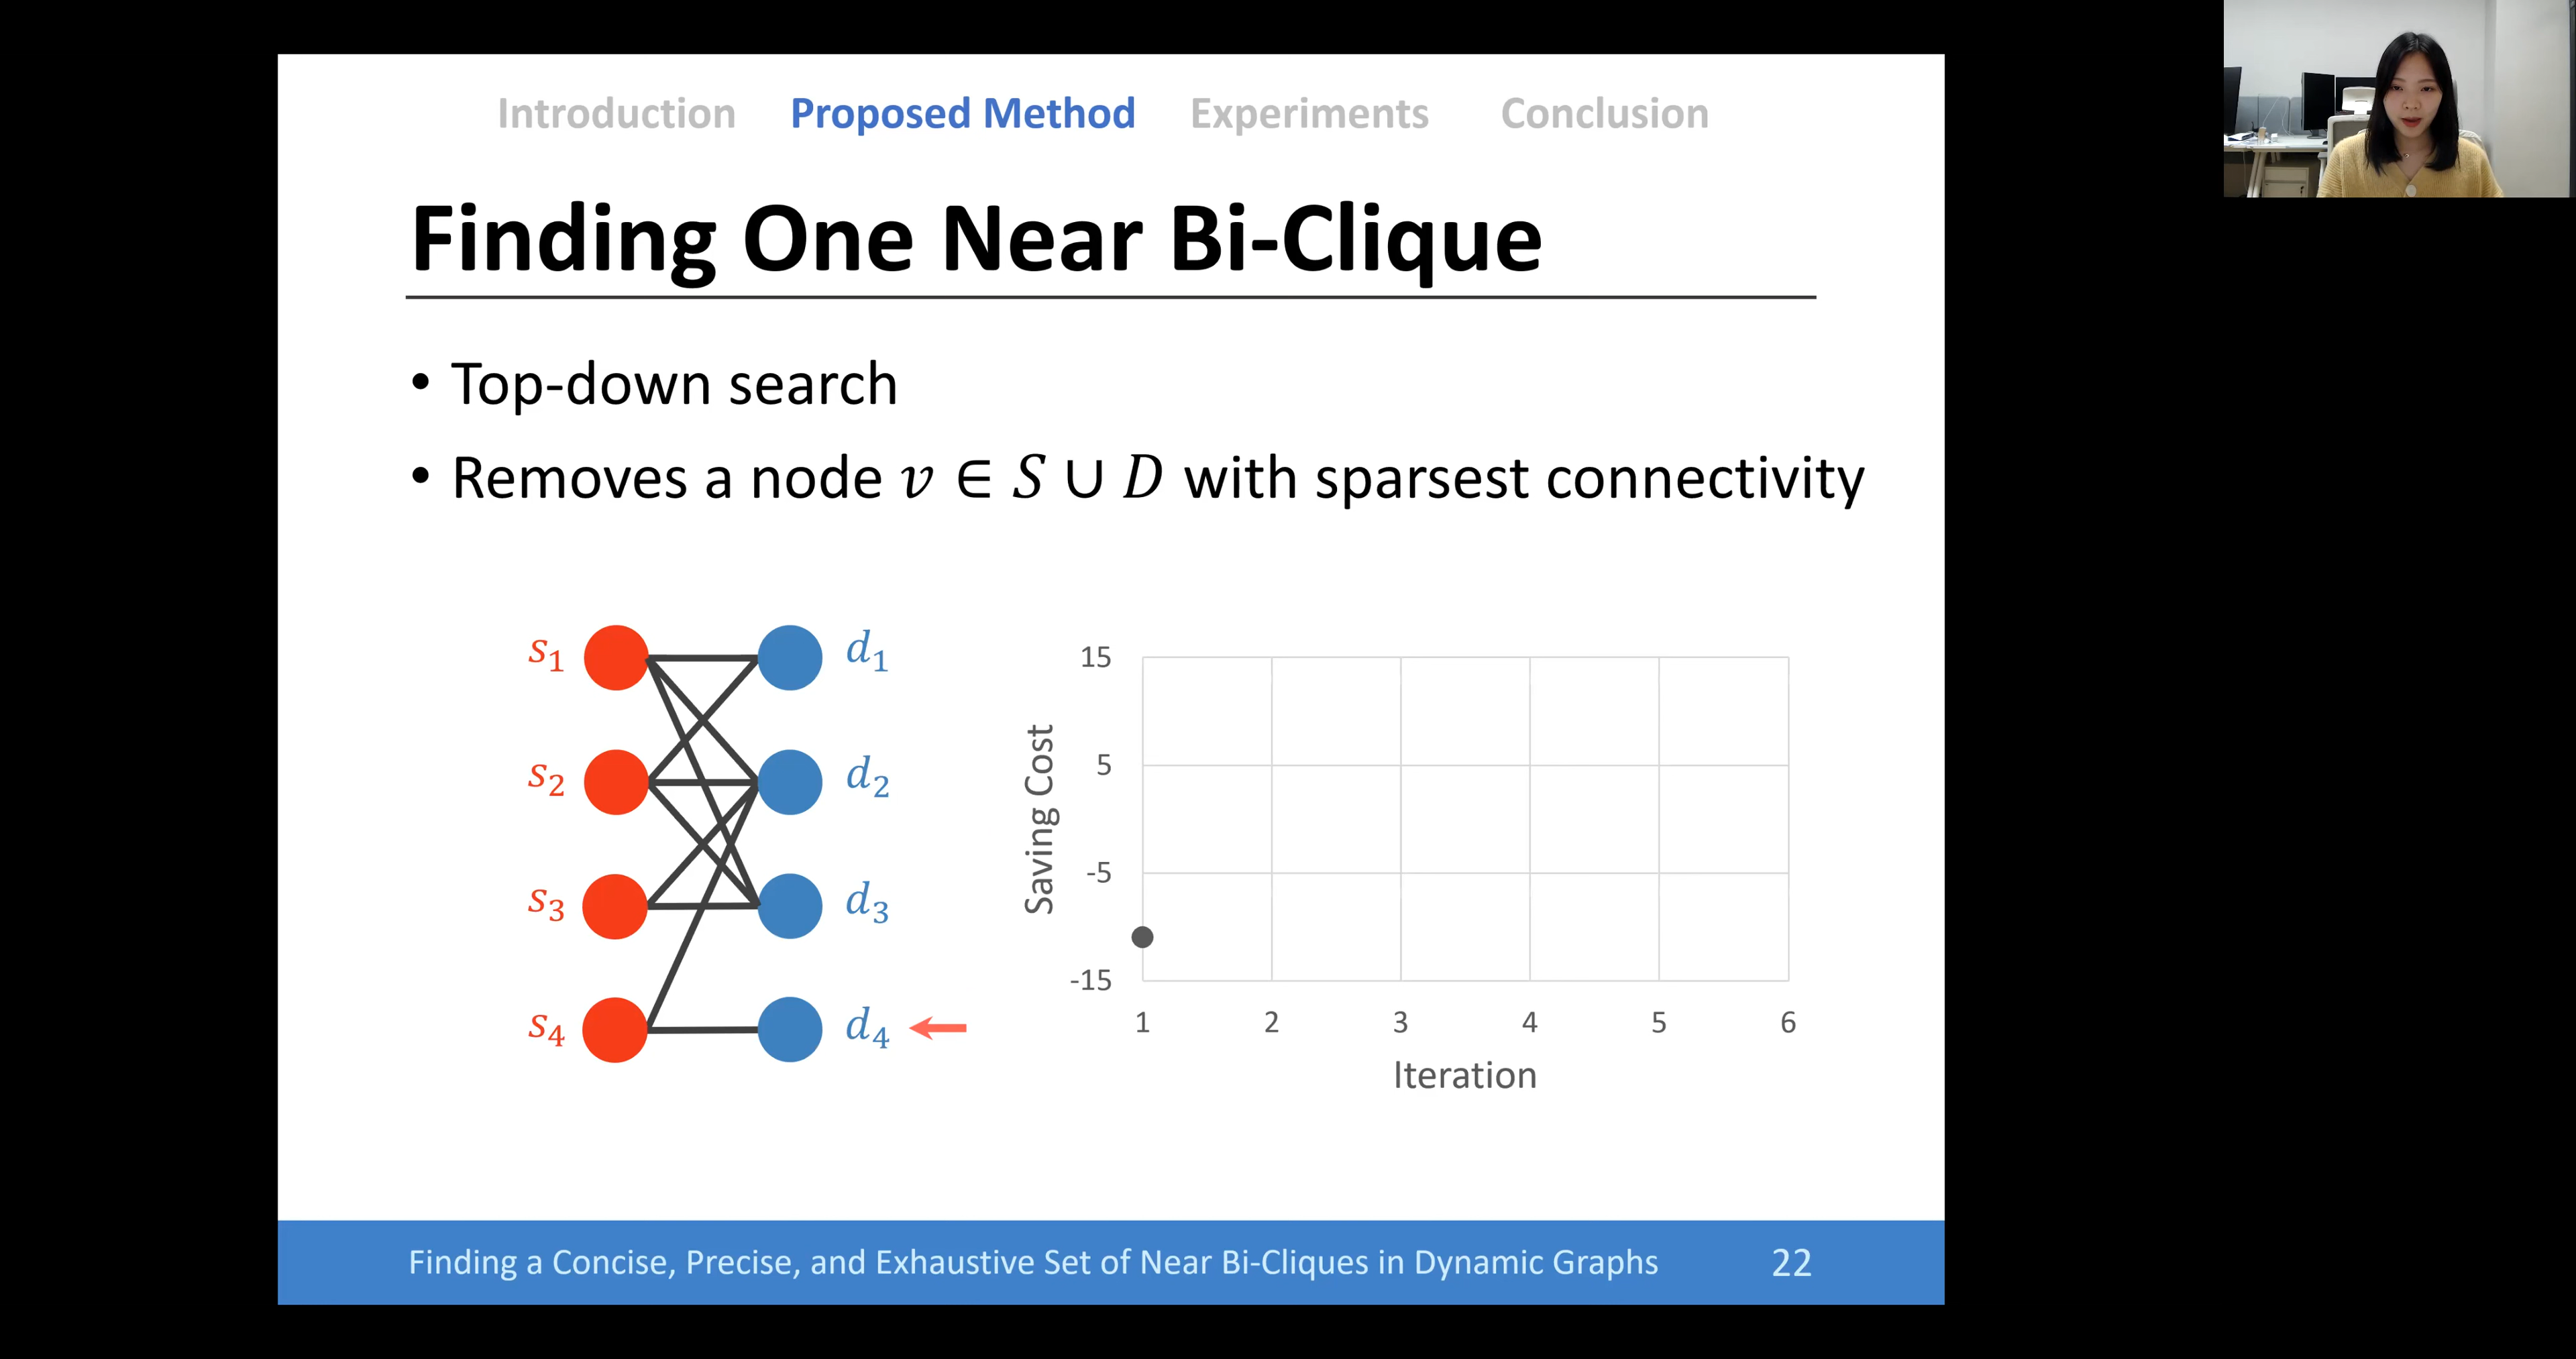 Introduction Proposed Method Experiments Conclusion
Finding One Near Bi-Clique
• Top-down search
• Removes a node 𝑣 ∈ 𝑆 ∪ 𝐷 with sparsest connectivity
s₁ d₁
s₂ d₂
s₃ d₃
s₄ d₄
Saving Cost
15
5
-5
-15
1 2 3 4 5 6
Iteration
Finding a Concise, Precise, and Exhaustive Set of Near Bi-Cliques in Dynamic Graphs 22